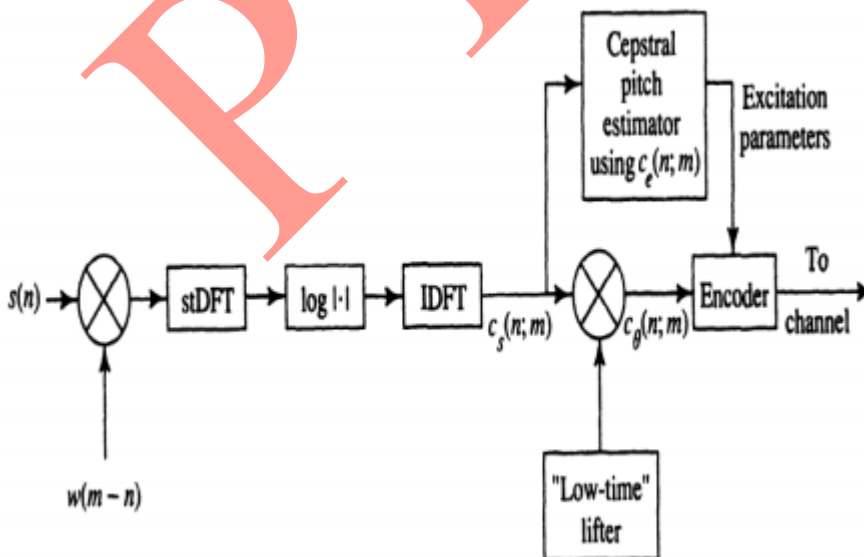 Cepstral
pitch
estimator
using c_e(n; m)
Excitation
parameters
s(n)
stDFT
log |·|
IDFT
c_s(n; m)
c_θ(n; m)
Encoder
To
channel
w(m − n)
"Low-time"
lifter